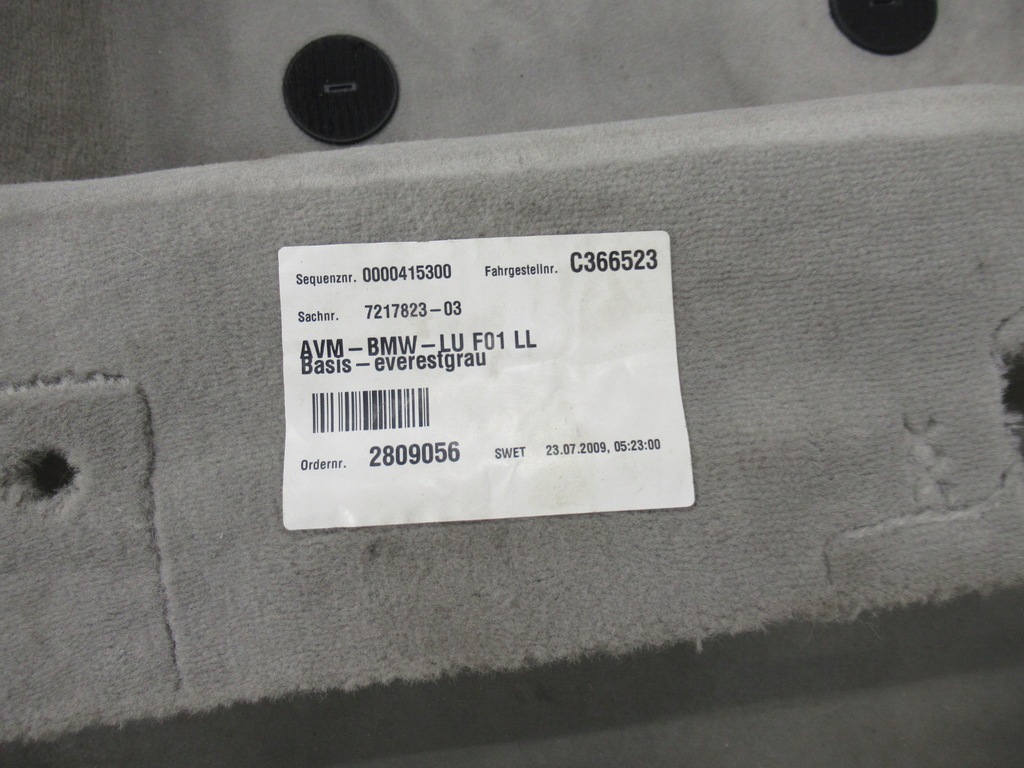 Sequenznr. 0000415300 Fahrgestellnr. C366523
Sachnr. 7217823-03
AVM-BMW-LU F01 LL
Basis-everestgrau
Ordernr. 2809056 SWET 23.07.2009, 05:23:00